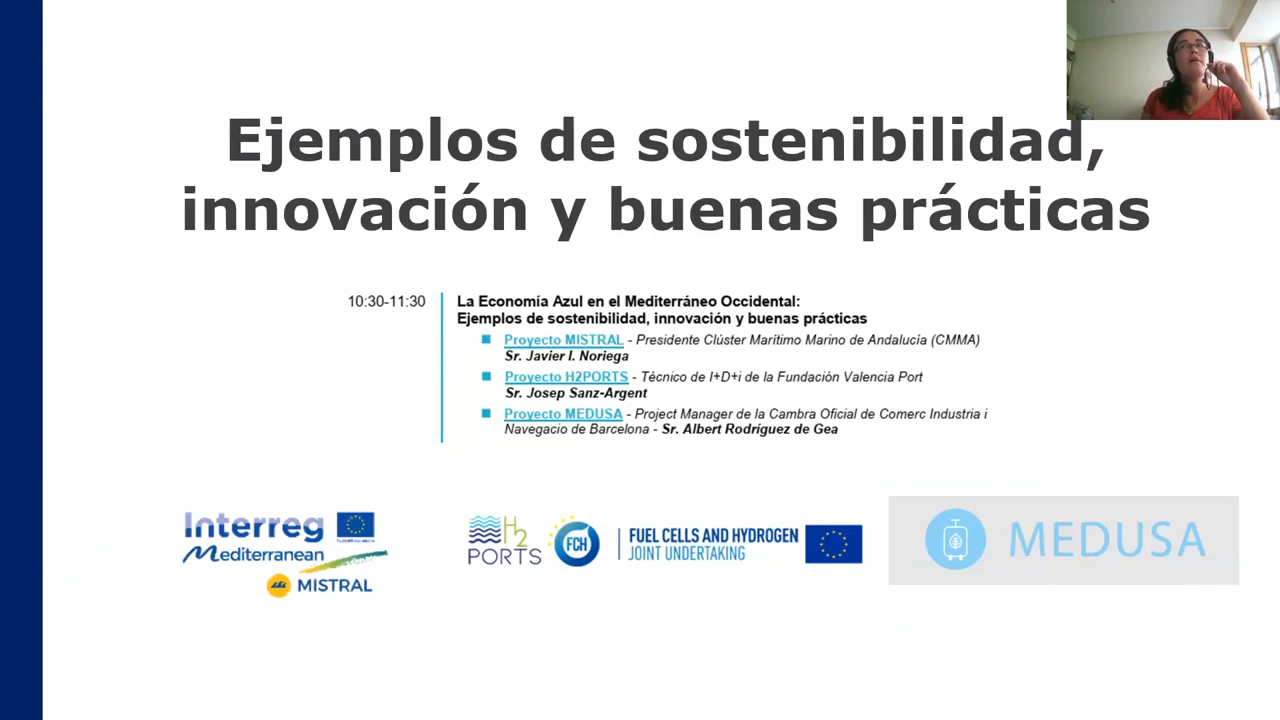 Ejemplos de sostenibilidad,
innovación y buenas prácticas
10:30-11:30
La Economía Azul en el Mediterráneo Occidental:
Ejemplos de sostenibilidad, innovación y buenas prácticas
Proyecto MISTRAL - Presidente Clúster Marítimo Marino de Andalucía (CMMA)
Sr. Javier I. Noriega
Proyecto H2PORTS - Técnico de I+D+i de la Fundación Valencia Port
Sr. Josep Sanz-Argent
Proyecto MEDUSA - Project Manager de la Cambra Oficial de Comerc Industria i
Navegacio de Barcelona - Sr. Albert Rodríguez de Gea
Interreg
Mediterranean
MISTRAL
H2
PORTS
FCH
FUEL CELLS AND HYDROGEN
JOINT UNDERTAKING
MEDUSA